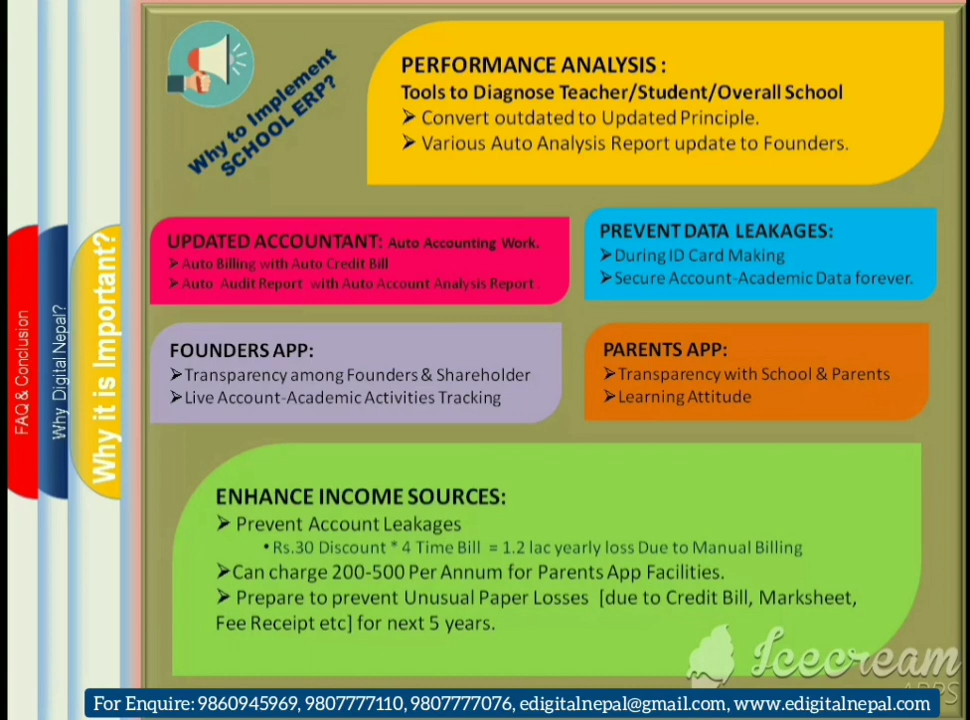 Why to Implement
SCHOOL ERP?
PERFORMANCE ANALYSIS :
Tools to Diagnose Teacher/Student/Overall School
➤ Convert outdated to Updated Principle.
➤ Various Auto Analysis Report update to Founders.
UPDATED ACCOUNTANT: Auto Accounting Work.
➤ Auto Billing with Auto Credit Bill
➤ Auto Audit Report with Auto Account Analysis Report .
PREVENT DATA LEAKAGES:
➤During ID Card Making
➤Secure Account-Academic Data forever.
FOUNDERS APP:
➤Transparency among Founders & Shareholder
➤Live Account-Academic Activities Tracking
PARENTS APP:
➤Transparency with School & Parents
➤Learning Attitude
ENHANCE INCOME SOURCES:
➤ Prevent Account Leakages
•Rs.30 Discount * 4 Time Bill = 1.2 lac yearly loss Due to Manual Billing
➤Can charge 200-500 Per Annum for Parents App Facilities.
➤ Prepare to prevent Unusual Paper Losses [due to Credit Bill, Marksheet,
Fee Receipt etc] for next 5 years.
FAQ & Conclusion
Why Digital Nepal?
Why it is Important?
Icecream
APPS
For Enquire: 9860945969, 9807777110, 9807777076, edigitalnepal@gmail.com, www.edigitalnepal.com